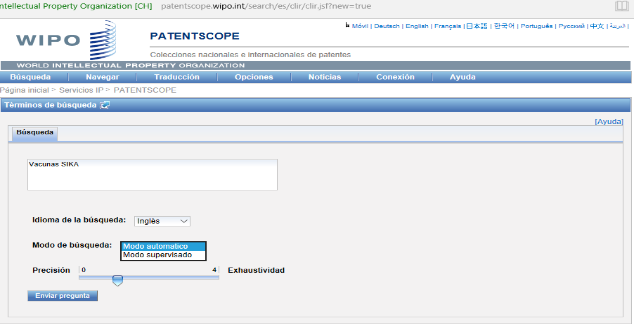 ntellectual Property Organization [CH] patentscope.wipo.int/search/es/clir/clir.jsf?new=true
Móvil | Deutsch | English | Français | 日本語 | 한국어 | Português | Русский | 中文 | العربية |
WIPO
PATENTSCOPE
Colecciones nacionales e internacionales de patentes
WORLD INTELLECTUAL PROPERTY ORGANIZATION
Búsqueda Navegar Traducción Opciones Noticias Conexión Ayuda
Página inicial > Servicios IP > PATENTSCOPE
Términos de búsqueda
[Ayuda]
Búsqueda
Vacunas SIKA
Idioma de la búsqueda: Inglés
Modo de búsqueda: Modo automatico
Modo supervisado
Precisión 0 4 Exhaustividad
Enviar pregunta